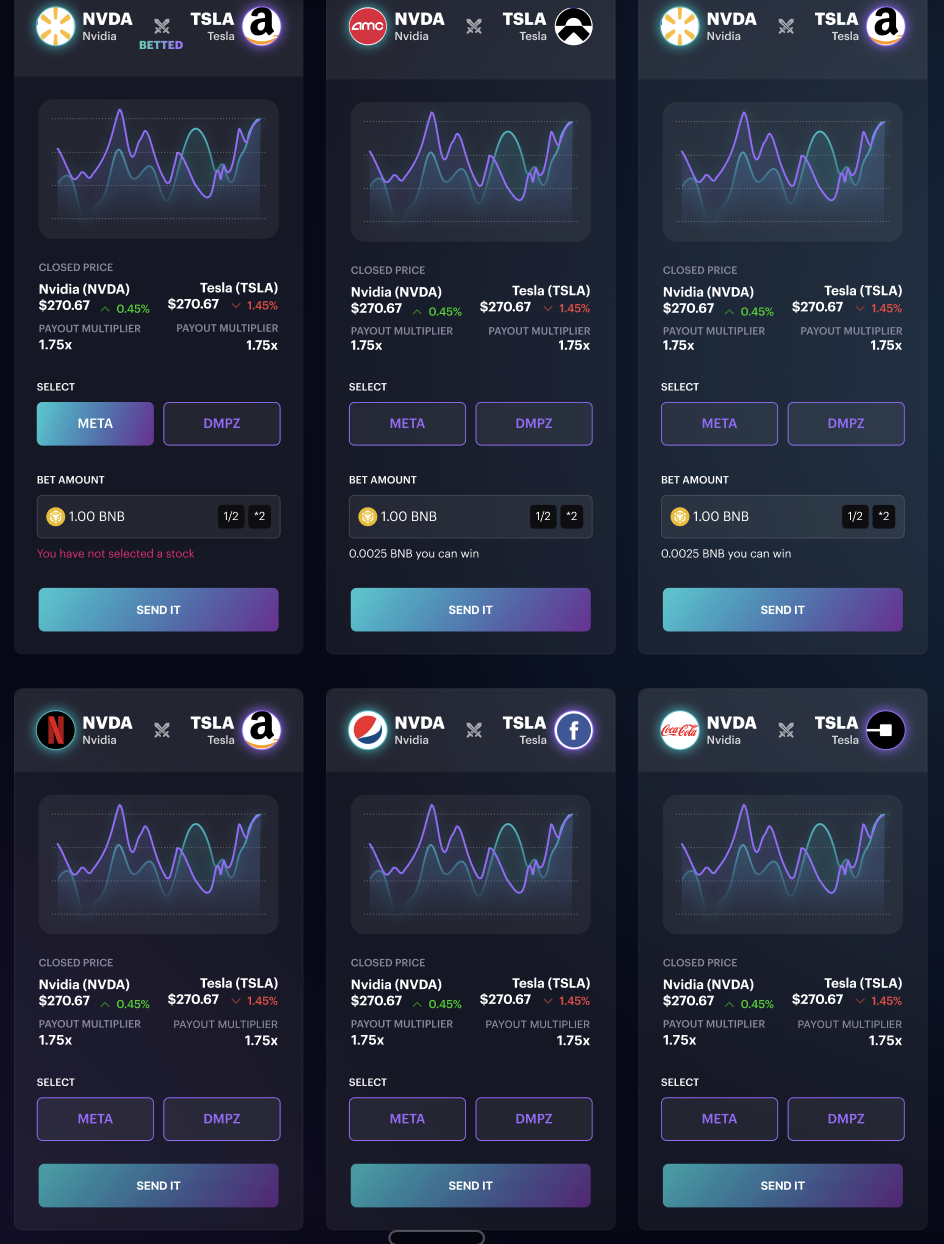 NVDA TSLA
Nvidia Tesla
BETTED
CLOSED PRICE
Nvidia (NVDA) Tesla (TSLA)
$270.67 0.45% $270.67 1.45%
PAYOUT MULTIPLIER PAYOUT MULTIPLIER
1.75x 1.75x
SELECT
META DMPZ
BET AMOUNT
1.00 BNB 1/2 *2
You have not selected a stock
SEND IT
amc NVDA TSLA
Nvidia Tesla
CLOSED PRICE
Nvidia (NVDA) Tesla (TSLA)
$270.67 0.45% $270.67 1.45%
PAYOUT MULTIPLIER PAYOUT MULTIPLIER
1.75x 1.75x
SELECT
META DMPZ
BET AMOUNT
1.00 BNB 1/2 *2
0.0025 BNB you can win
SEND IT
NVDA TSLA
Nvidia Tesla
CLOSED PRICE
Nvidia (NVDA) Tesla (TSLA)
$270.67 0.45% $270.67 1.45%
PAYOUT MULTIPLIER PAYOUT MULTIPLIER
1.75x 1.75x
SELECT
META DMPZ
BET AMOUNT
1.00 BNB 1/2 *2
0.0025 BNB you can win
SEND IT
NVDA TSLA
Nvidia Tesla
CLOSED PRICE
Nvidia (NVDA) Tesla (TSLA)
$270.67 0.45% $270.67 1.45%
PAYOUT MULTIPLIER PAYOUT MULTIPLIER
1.75x 1.75x
SELECT
META DMPZ
SEND IT
NVDA TSLA
Nvidia Tesla
CLOSED PRICE
Nvidia (NVDA) Tesla (TSLA)
$270.67 0.45% $270.67 1.45%
PAYOUT MULTIPLIER PAYOUT MULTIPLIER
1.75x 1.75x
SELECT
META DMPZ
SEND IT
Coca-Cola NVDA TSLA
Nvidia Tesla
CLOSED PRICE
Nvidia (NVDA) Tesla (TSLA)
$270.67 0.45% $270.67 1.45%
PAYOUT MULTIPLIER PAYOUT MULTIPLIER
1.75x 1.75x
SELECT
META DMPZ
SEND IT